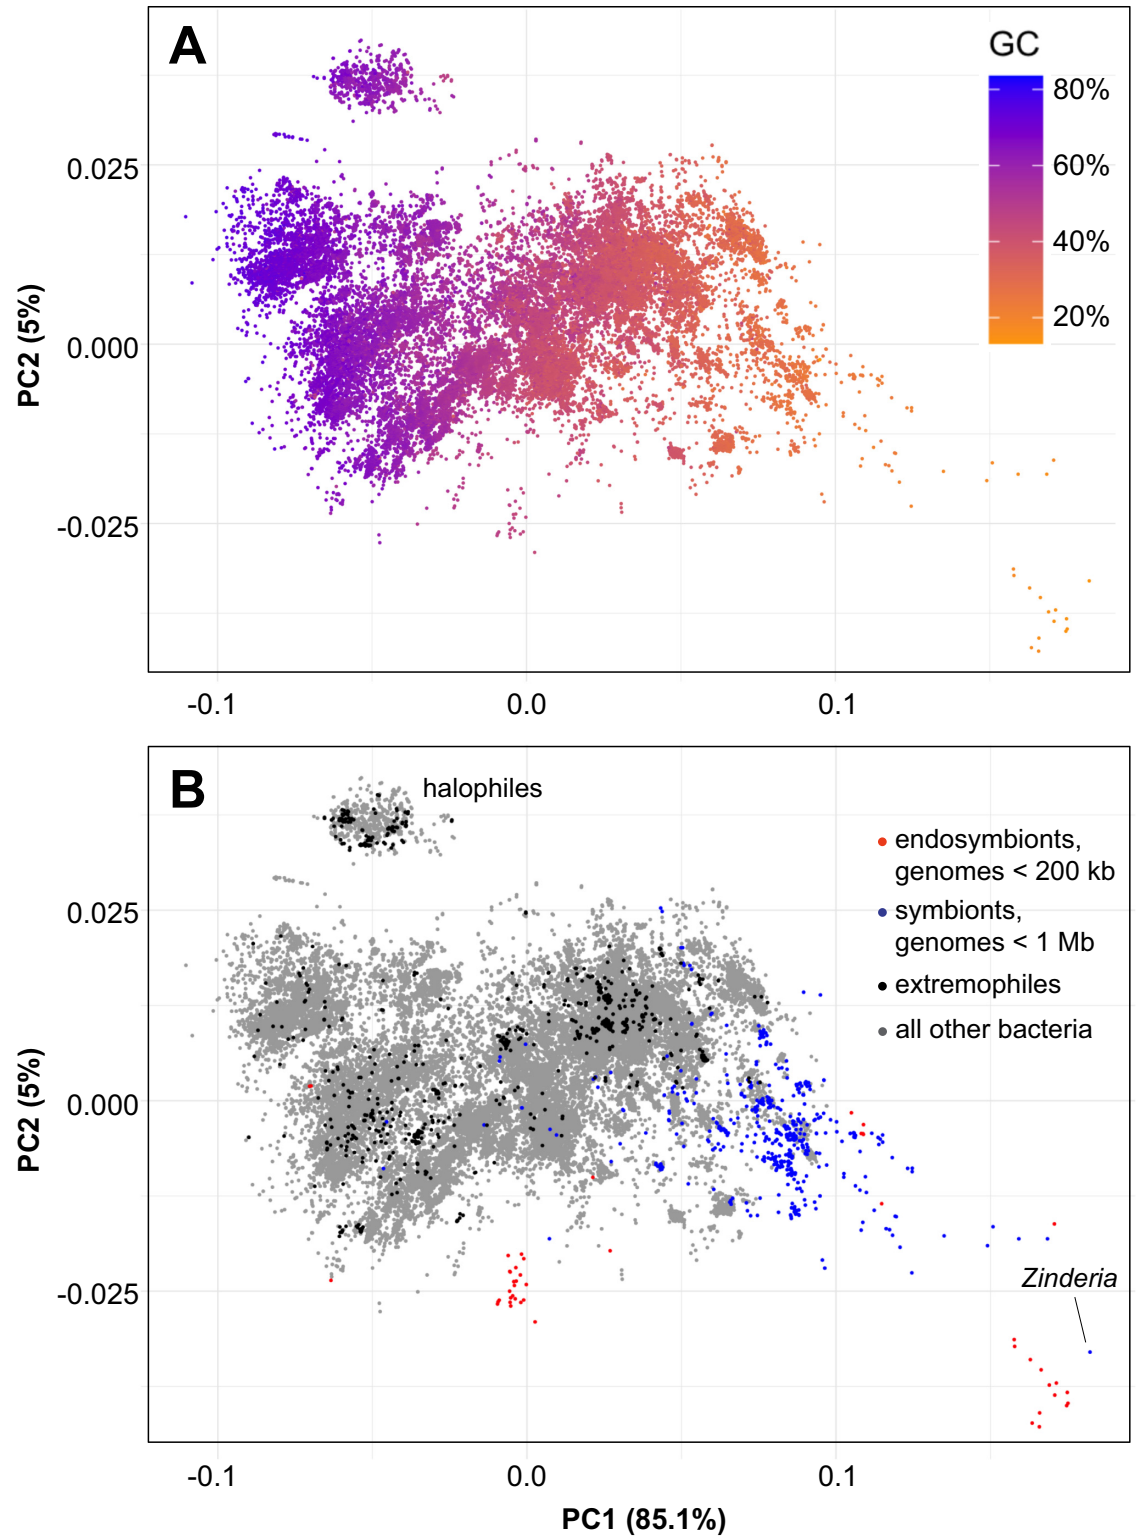 A
GC
80%
60%
40%
20%
0.025
0.000
-0.025
PC2 (5%)
-0.1
0.0
0.1
B
halophiles
endosymbionts,
genomes < 200 kb
symbionts,
genomes < 1 Mb
extremophiles
all other bacteria
0.025
0.000
-0.025
PC2 (5%)
Zinderia
-0.1
0.0
0.1
PC1 (85.1%)